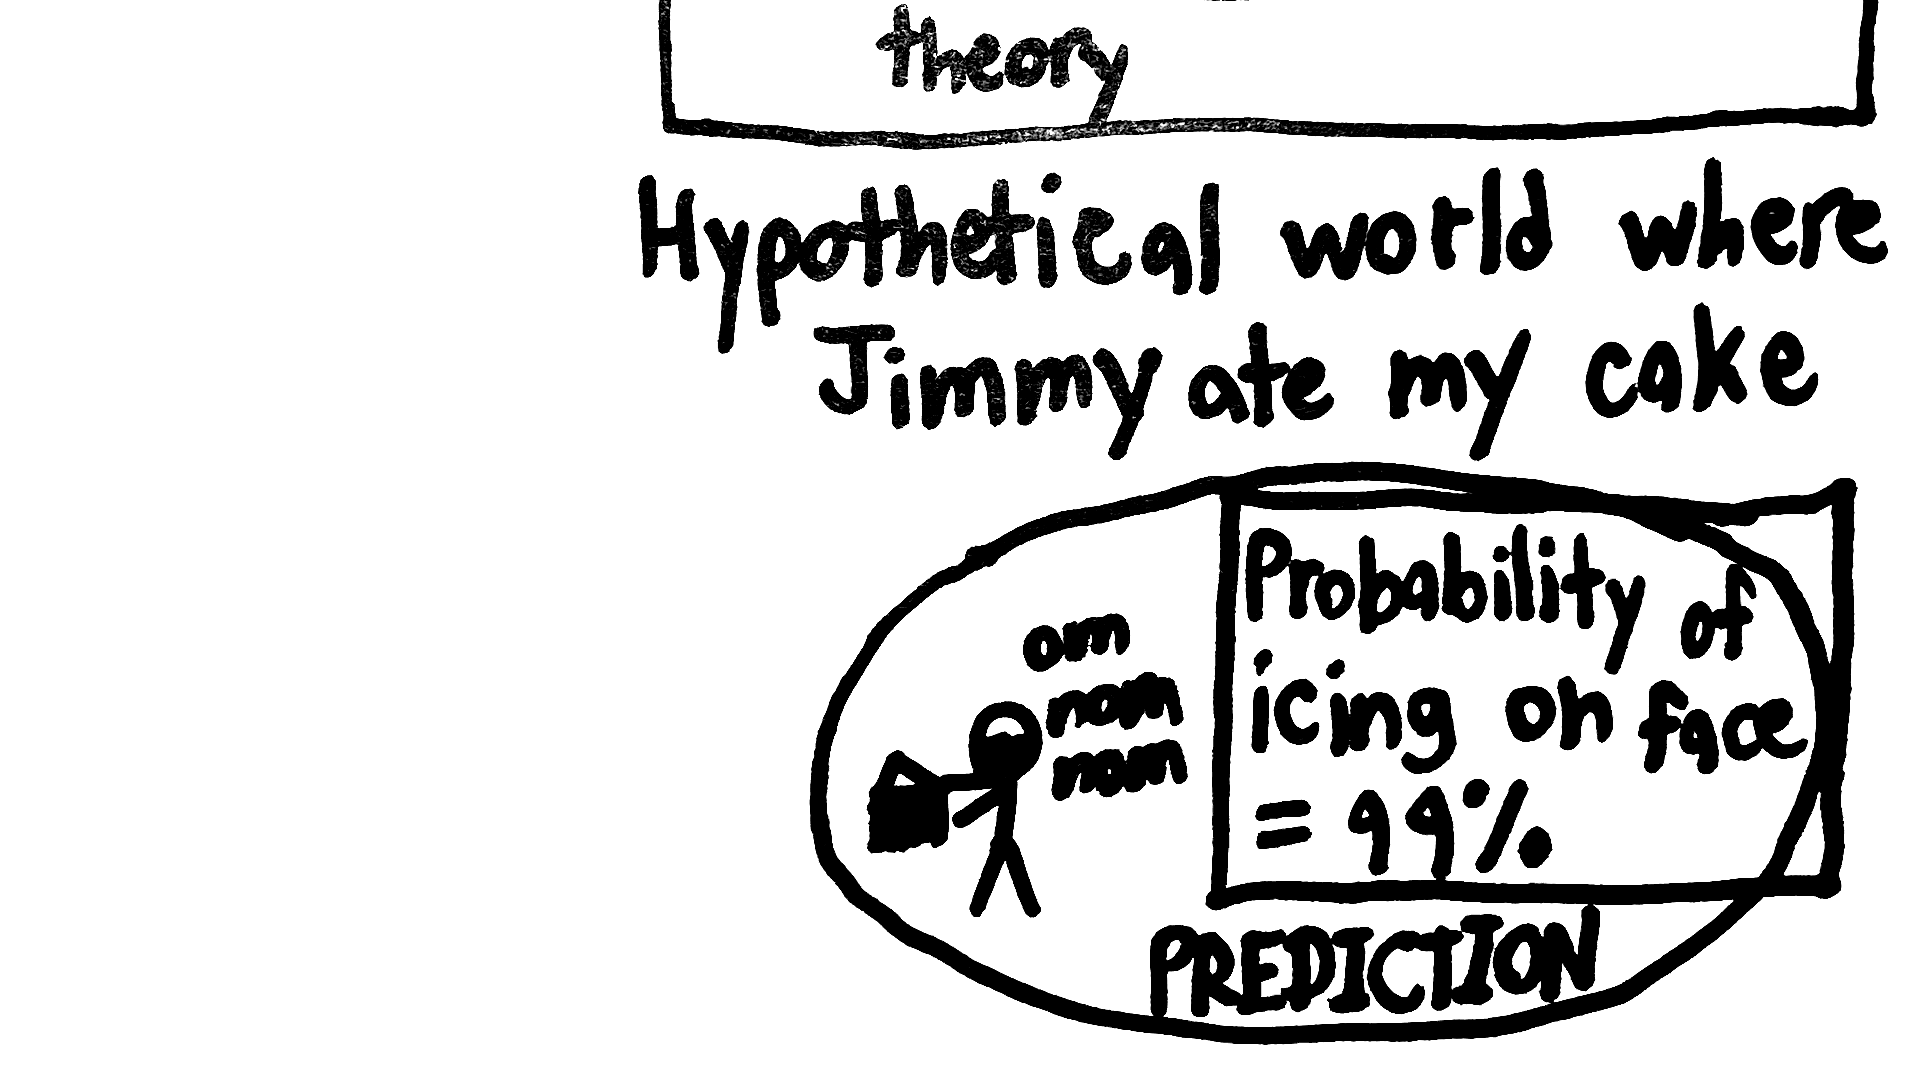 theory
Hypothetical world where
Jimmy ate my cake
om
nom
nom
Probability of
icing on face
= 99%
PREDICTION